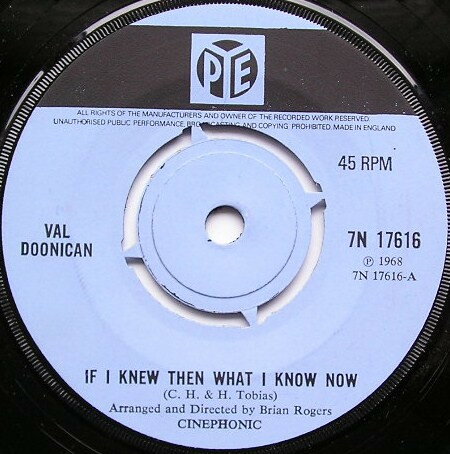 PYE
ALL RIGHTS OF THE MANUFACTURERS AND OWNER OF THE RECORDED WORK RESERVED.
UNAUTHORISED PUBLIC PERFORMANCE, BROADCASTING AND COPYING PROHIBITED. MADE IN ENGLAND
45 RPM
VAL
DOONICAN
7N 17616
℗ 1968
7N 17616-A
IF I KNEW THEN WHAT I KNOW NOW
(C. H. & H. Tobias)
Arranged and Directed by Brian Rogers
CINEPHONIC